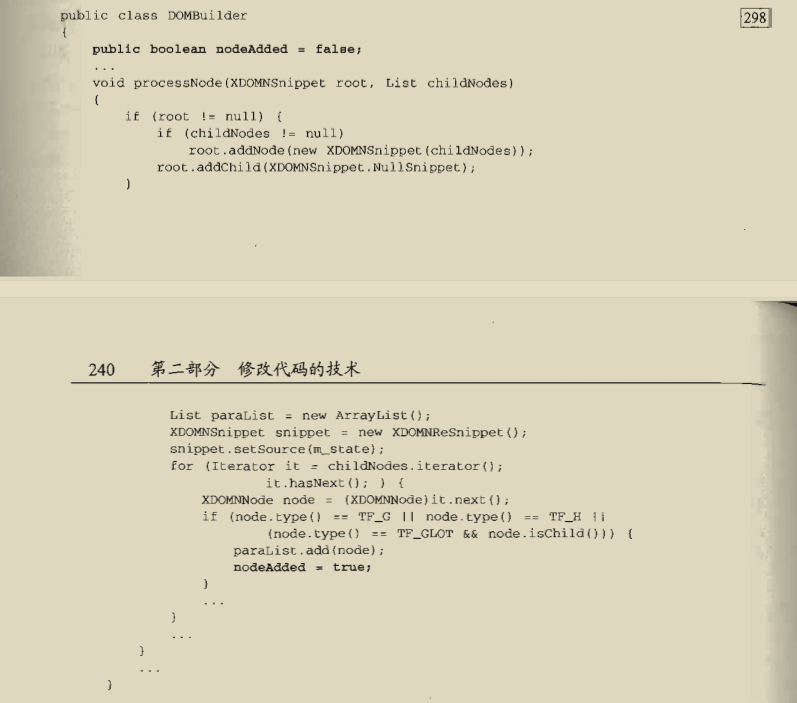 public class DOMBuilder
298
{
public boolean nodeAdded = false;
...
void processNode(XDOMNSnippet root, List childNodes)
{
if (root != null) {
if (childNodes != null)
root.addNode(new XDOMNSnippet(childNodes));
root.addChild(XDOMNSnippet.NullSnippet);
}
240 第二部分 修改代码的技术
List paraList = new ArrayList();
XDOMNSnippet snippet = new XDOMNReSnippet();
snippet.setSource(m_state);
for (Iterator it = childNodes.iterator();
it.hasNext(); ) {
XDOMNNode node = (XDOMNNode)it.next();
if (node.type() == TF_G || node.type() == TF_H ||
(node.type() == TF_GLOT && node.isChild())) {
paraList.add(node);
nodeAdded = true;
}
...
}
...
}
...
}